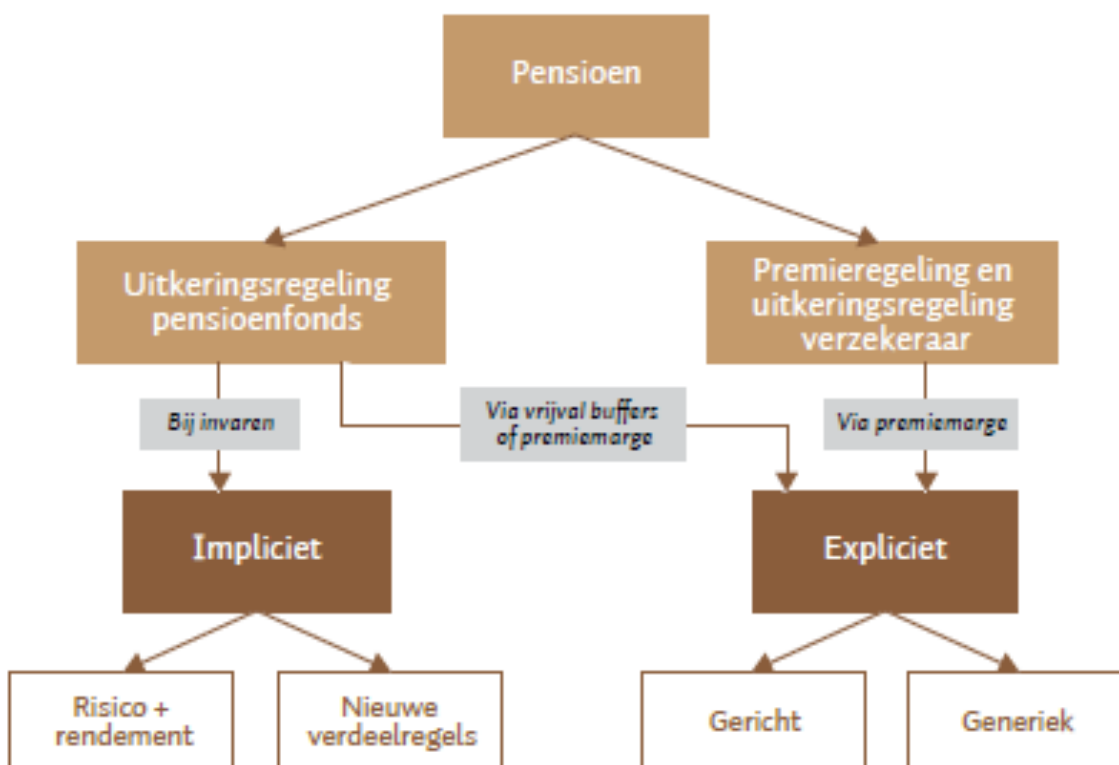 Pensioen
Uitkeringsregeling
pensioenfonds
Premieregeling en
uitkeringsregeling
verzekeraar
Bij invaren
Via vrijval buffers
of premiemarge
Via premiemarge
Impliciet
Expliciet
Risico +
rendement
Nieuwe
verdeelregels
Gericht
Generiek